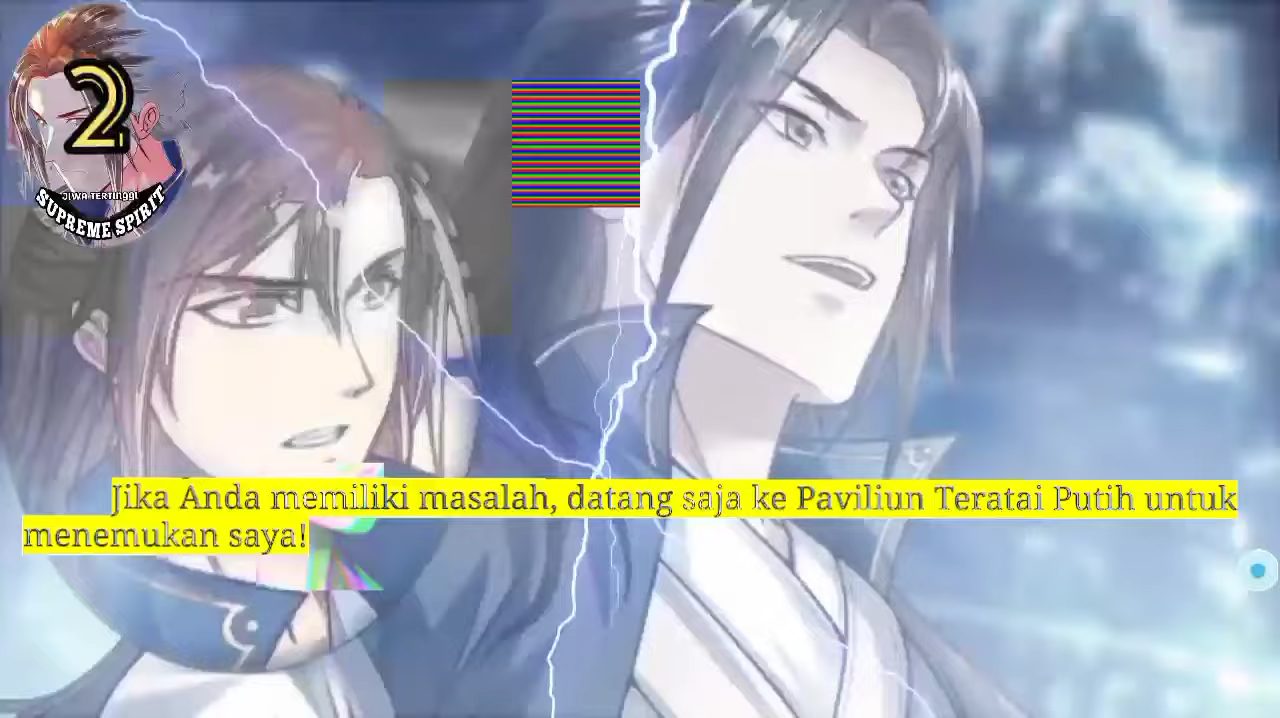 2
JIWA TERTINGGI
SUPREME SPIRIT
Jika Anda memiliki masalah, datang saja ke Paviliun Teratai Putih untuk
menemukan saya!